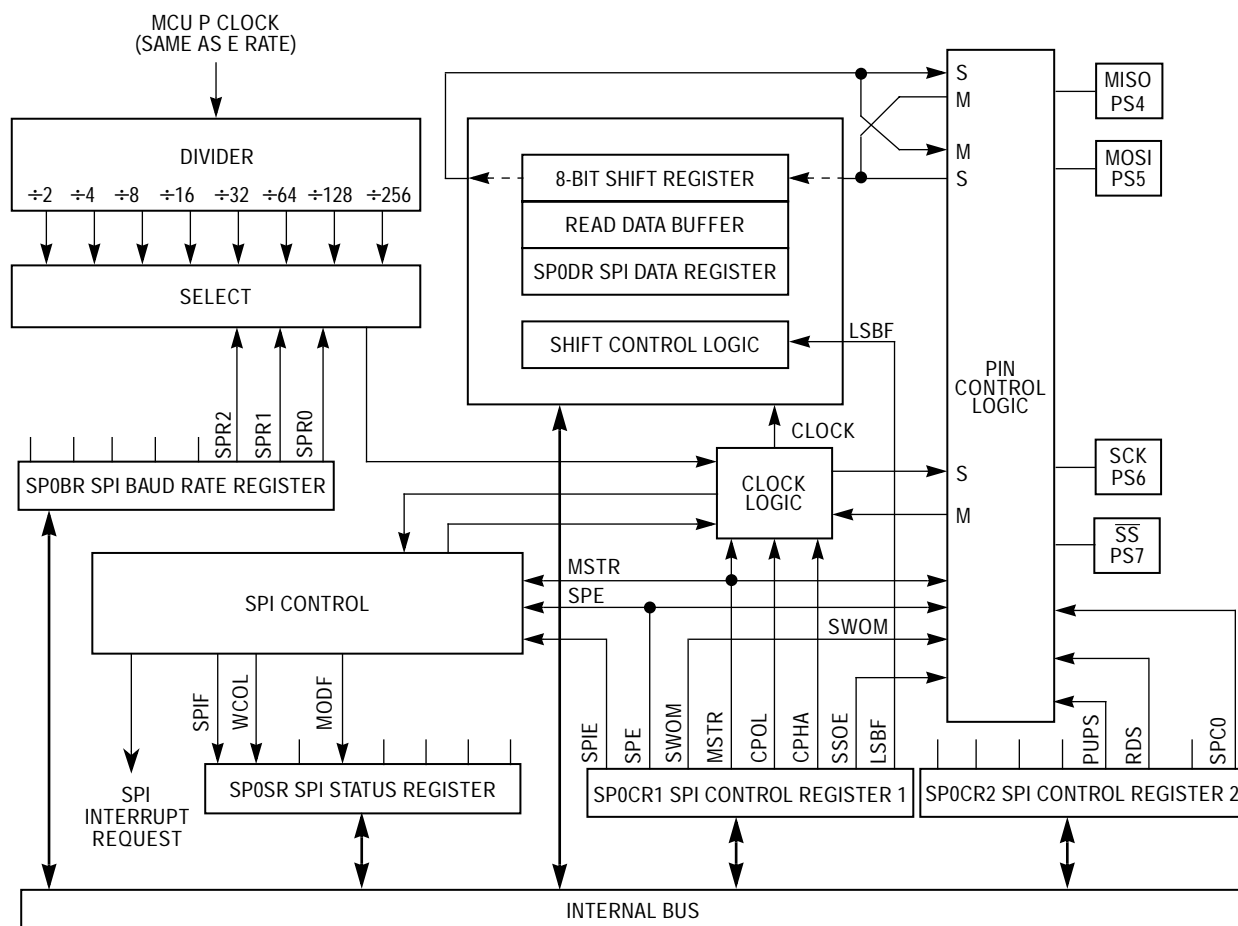 MCU P CLOCK
(SAME AS E RATE)
DIVIDER
÷2 ÷4 ÷8 ÷16 ÷32 ÷64 ÷128 ÷256
SELECT
SPR2
SPR1
SPR0
SP0BR SPI BAUD RATE REGISTER
8-BIT SHIFT REGISTER
READ DATA BUFFER
SP0DR SPI DATA REGISTER
SHIFT CONTROL LOGIC
LSBF
CLOCK
CLOCK
LOGIC
S
M
M
S
PIN
CONTROL
LOGIC
S
M
MISO
PS4
MOSI
PS5
SCK
PS6
SS
PS7
SPI CONTROL
MSTR
SPE
SWOM
SPIF
WCOL
MODF
SPI
INTERRUPT
REQUEST
SP0SR SPI STATUS REGISTER
SPIE
SPE
SWOM
MSTR
CPOL
CPHA
SSOE
LSBF
SP0CR1 SPI CONTROL REGISTER 1
PUPS
RDS
SPC0
SP0CR2 SPI CONTROL REGISTER 2
INTERNAL BUS